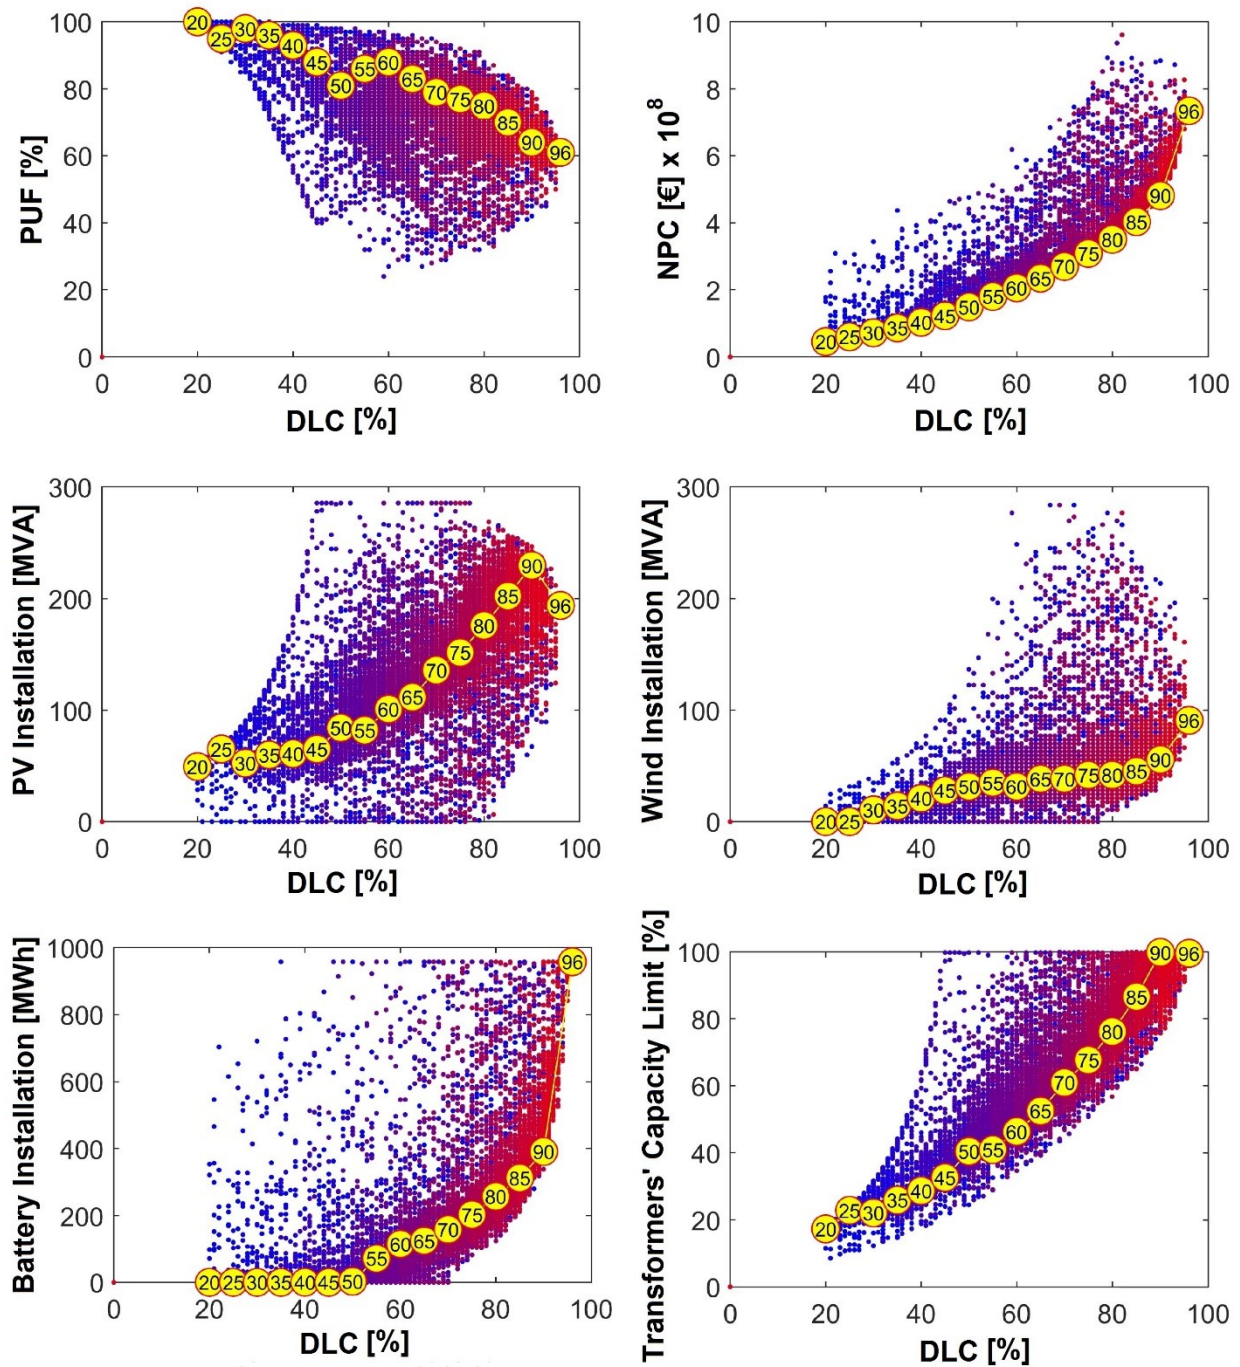 100
80
60
40
20
0
PUF [%]
20 25 30 35 40 45 50 55 60 65 70 75 80 85 90 96
0 20 40 60 80 100
DLC [%]
10
8
6
4
2
0
NPC [€] x 10⁸
20 25 30 35 40 45 50 55 60 65 70 75 80 85 90 96
0 20 40 60 80 100
DLC [%]
300
200
100
0
PV Installation [MVA]
20 25 30 35 40 45 50 55 60 65 70 75 80 85 90 96
0 20 40 60 80 100
DLC [%]
300
200
100
0
Wind Installation [MVA]
20 25 30 35 40 45 50 55 60 65 70 75 80 85 90 96
0 20 40 60 80 100
DLC [%]
1000
800
600
400
200
0
Battery Installation [MWh]
20 25 30 35 40 45 50 55 60 65 70 75 80 85 90 96
0 20 40 60 80 100
DLC [%]
100
80
60
40
20
0
Transformers' Capacity Limit [%]
20 25 30 35 40 45 50 55 60 65 70 75 80 85 90 96
0 20 40 60 80 100
DLC [%]